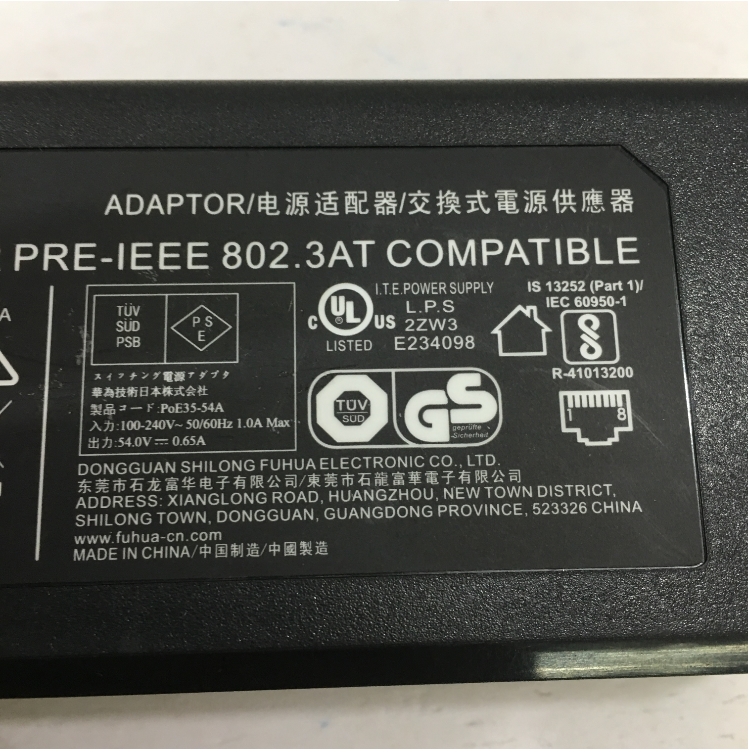 ADAPTOR/电源适配器/交換式電源供應器
PRE-IEEE 802.3AT COMPATIBLE
A
TÜV
SÜD
PSB
P S
E
スイッチング電源アダプタ
華為技術日本株式会社
製品コード:PoE35-54A
入力:100-240V~ 50/60Hz 1.0A Max
出力:54.0V⎓ 0.65A
I.T.E.POWER SUPPLY
c UL US
LISTED
L.P.S
2ZW3
E234098
IS 13252 (Part 1)/
IEC 60950-1
R-41013200
TÜV
SÜD
GS
geprüfte
Sicherheit
1 8
DONGGUAN SHILONG FUHUA ELECTRONIC CO., LTD.
东莞市石龙富华电子有限公司/東莞市石龍富華電子有限公司
ADDRESS: XIANGLONG ROAD, HUANGZHOU, NEW TOWN DISTRICT,
SHILONG TOWN, DONGGUAN, GUANGDONG PROVINCE, 523326 CHINA
www.fuhua-cn.com
MADE IN CHINA/中国制造/中國製造